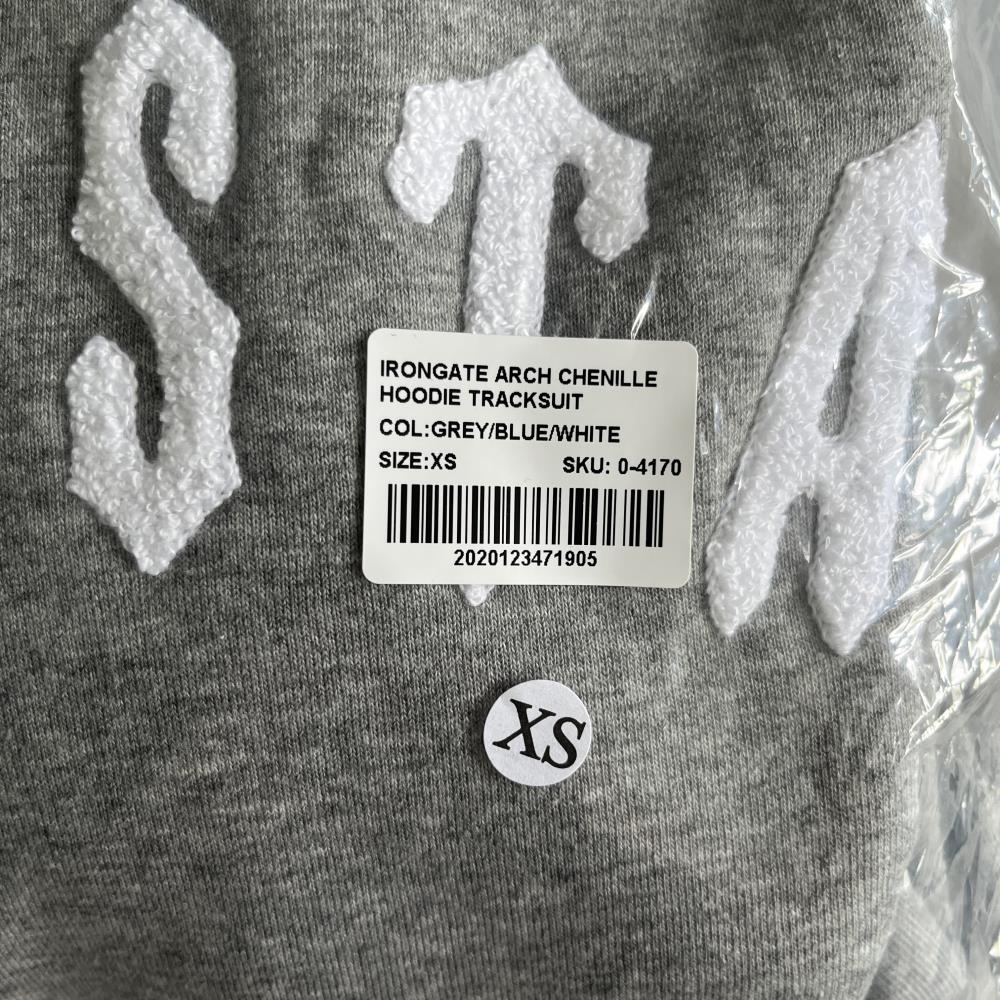 STA
IRONGATE ARCH CHENILLE
HOODIE TRACKSUIT
COL:GREY/BLUE/WHITE
SIZE:XS SKU: 0-4170
2020123471905
XS